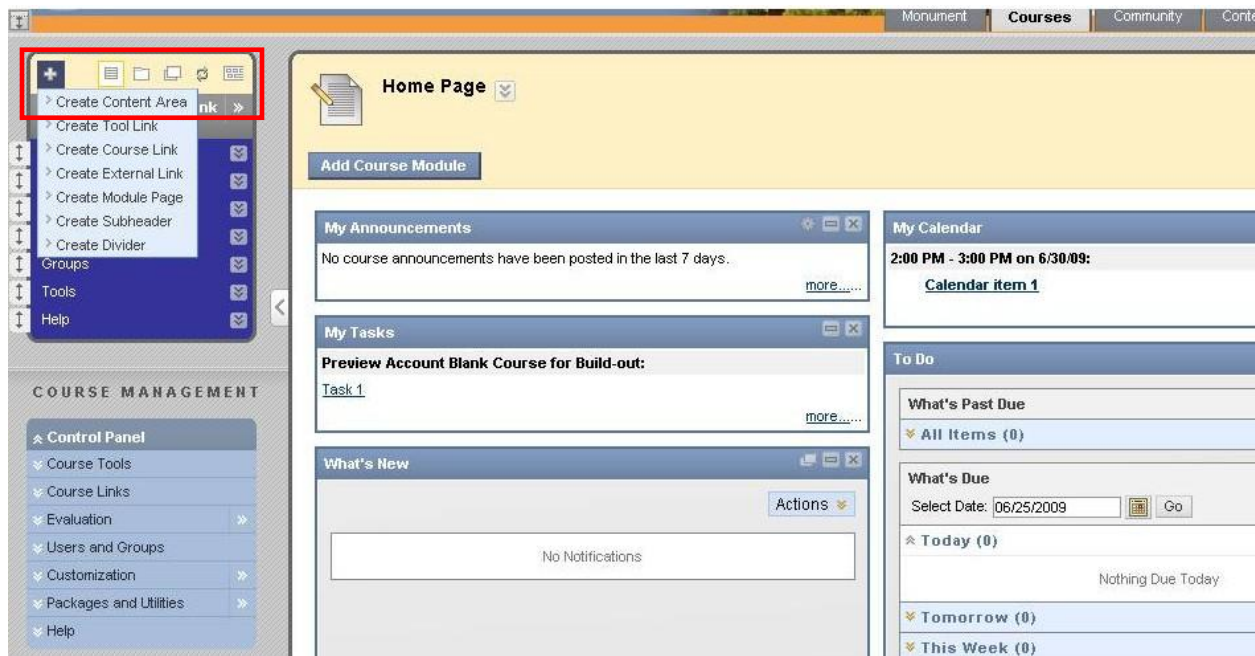 Monument
Courses
Community
Conte
Create Content Area
nk
Create Tool Link
Create Course Link
Create External Link
Create Module Page
Create Subheader
Create Divider
Groups
Tools
Help
COURSE MANAGEMENT
Control Panel
Course Tools
Course Links
Evaluation
Users and Groups
Customization
Packages and Utilities
Help
Home Page
Add Course Module
My Announcements
No course announcements have been posted in the last 7 days.
more......
My Tasks
Preview Account Blank Course for Build-out:
Task 1
more......
What's New
Actions
No Notifications
My Calendar
2:00 PM - 3:00 PM on 6/30/09:
Calendar item 1
To Do
What's Past Due
All Items (0)
What's Due
Select Date: 06/25/2009 Go
Today (0)
Nothing Due Today
Tomorrow (0)
This Week (0)